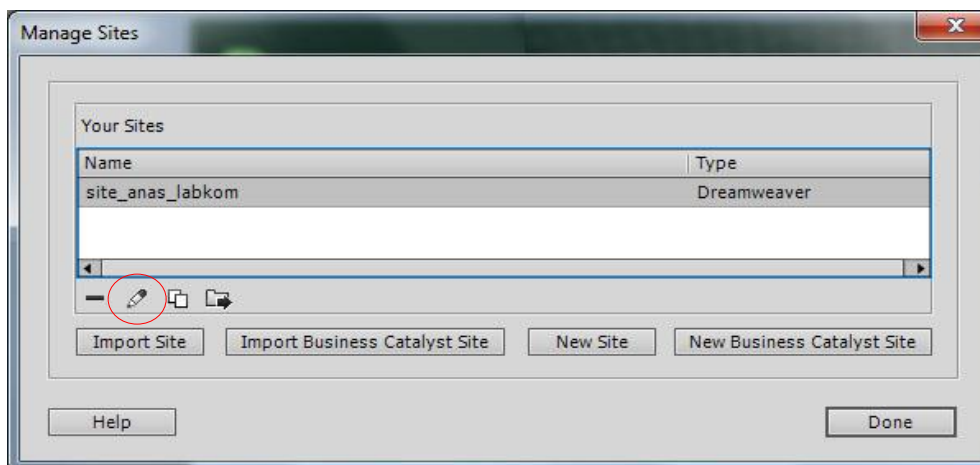 Manage Sites
Your Sites
Name Type
site_anas_labkom Dreamweaver
Import Site Import Business Catalyst Site New Site New Business Catalyst Site
Help Done